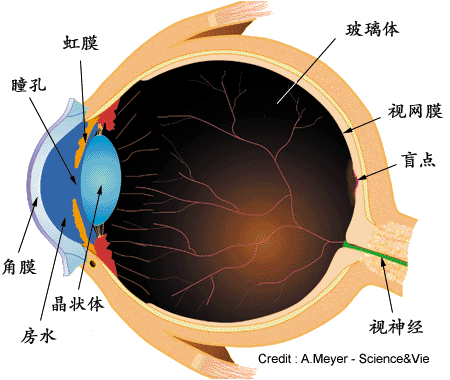 玻璃体
虹膜
瞳孔
视网膜
盲点
角膜
晶状体
房水
视神经
Credit : A.Meyer - Science&Vie